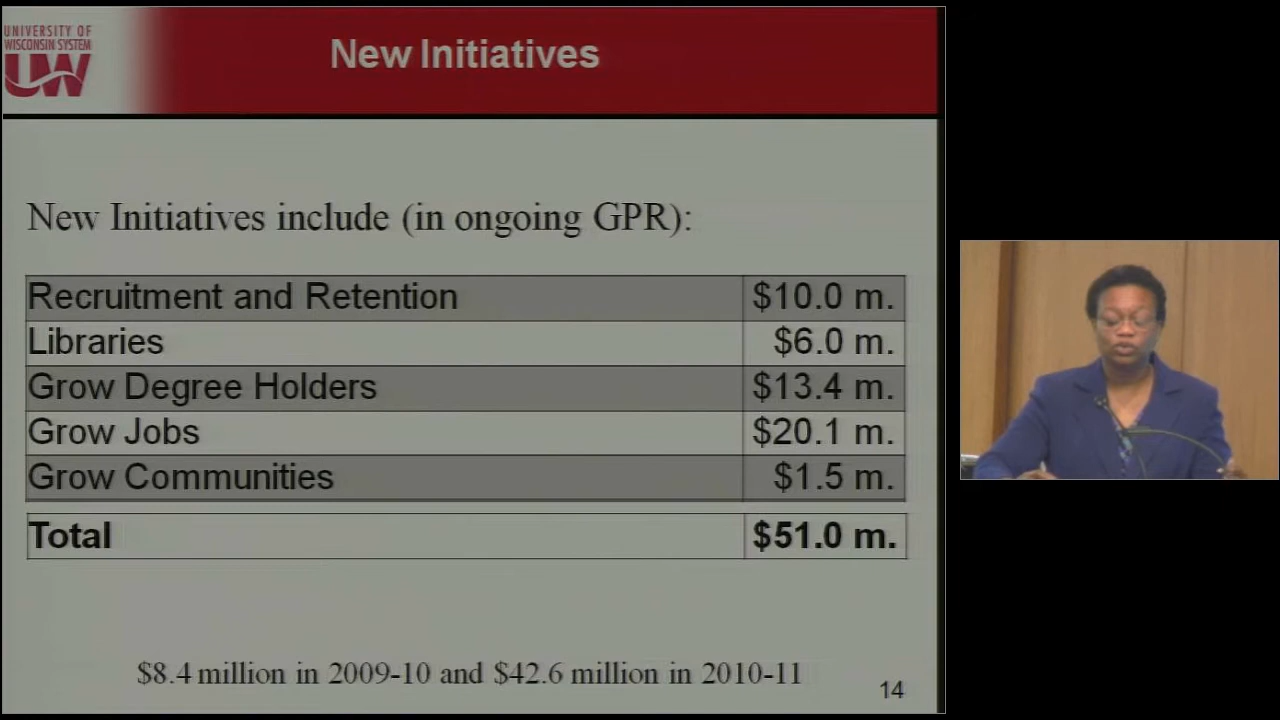 UNIVERSITY OF
WISCONSIN SYSTEM
UW
New Initiatives
New Initiatives include (in ongoing GPR):
Recruitment and Retention $10.0 m.
Libraries $6.0 m.
Grow Degree Holders $13.4 m.
Grow Jobs $20.1 m.
Grow Communities $1.5 m.
Total $51.0 m.
$8.4 million in 2009-10 and $42.6 million in 2010-11
14